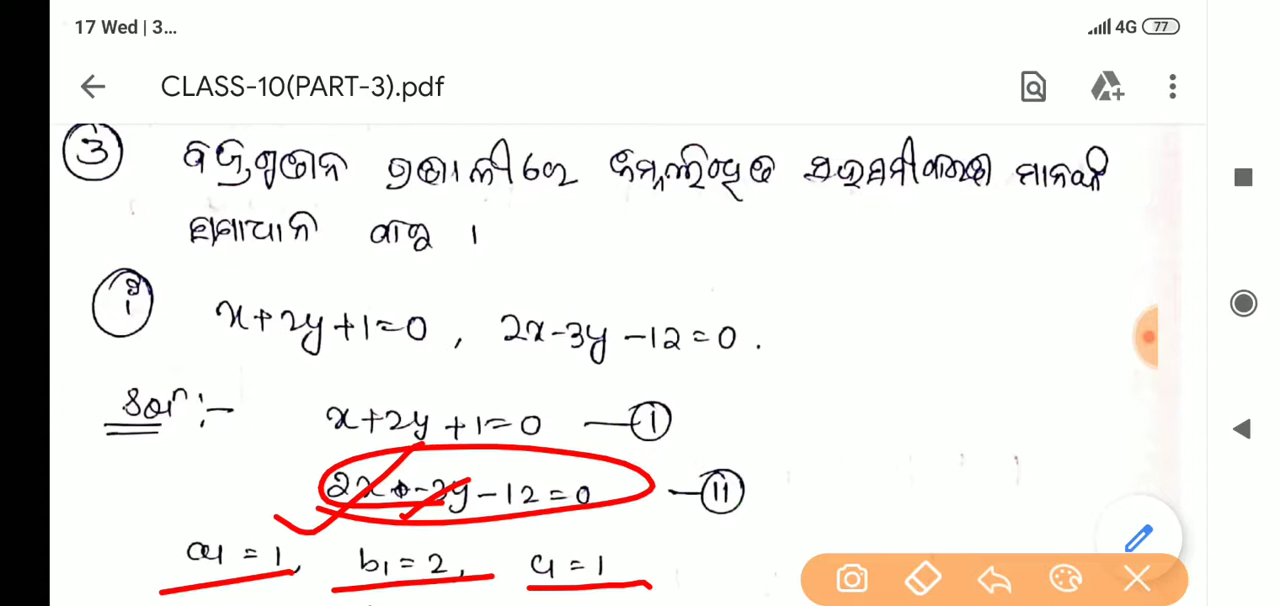 17 Wed | 3...
4G 77
CLASS-10(PART-3).pdf
3 ବଜ୍ରଗୁଣନ ପ୍ରଣାଳୀରେ ନିମ୍ନଲିଖିତ ସହସମୀକରଣ ମାନଙ୍କ
ସମାଧାନ କର ।
i x+2y+1=0 , 2x-3y-12=0 .
Soln :-
x+2y+1=0 — I
2x-3y-12=0 — II
a1 = 1, b1 = 2, c1 = 1